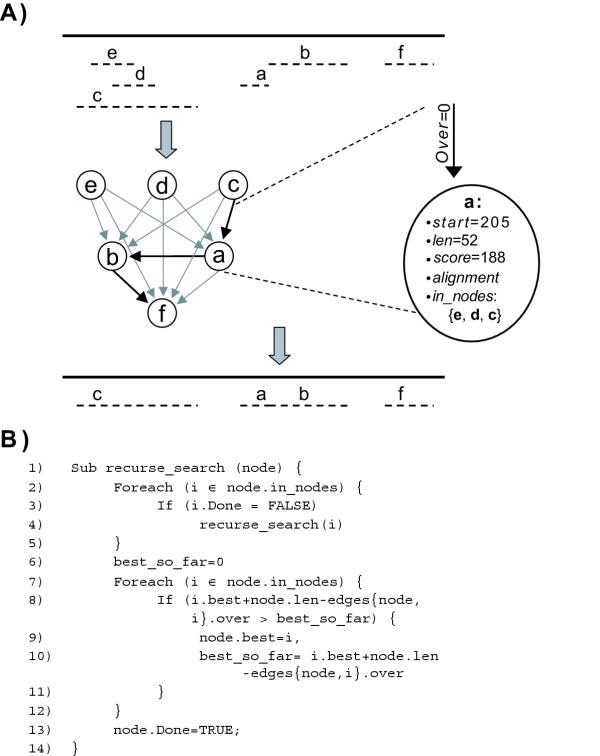 A)
e
b
f
d
a
c
Over=0
e
d
c
a:
•start=205
•len=52
•score=188
•alignment
•in_nodes:
{e, d, c}
b
a
f
c
a
b
f
B)
1) Sub recurse_search (node) {
2) Foreach (i ∈ node.in_nodes) {
3) If (i.Done = FALSE)
4) recurse_search(i)
5) }
6) best_so_far=0
7) Foreach (i ∈ node.in_nodes) {
8) If (i.best+node.len-edges{node,
i}.over > best_so_far) {
9) node.best=i,
10) best_so_far= i.best+node.len
-edges{node,i}.over
11) }
12) }
13) node.Done=TRUE;
14) }